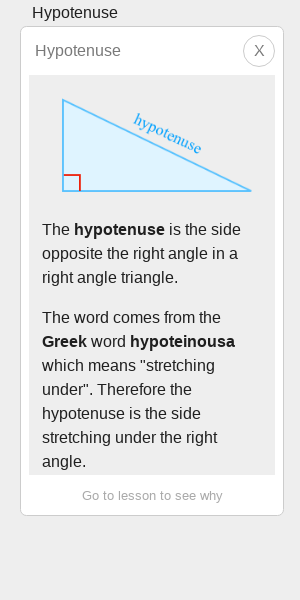 Hypotenuse
Hypotenuse
X
hypotenuse
The hypotenuse is the side
opposite the right angle in a
right angle triangle.
The word comes from the
Greek word hypoteinousa
which means "stretching
under". Therefore the
hypotenuse is the side
stretching under the right
angle.
Go to lesson to see why